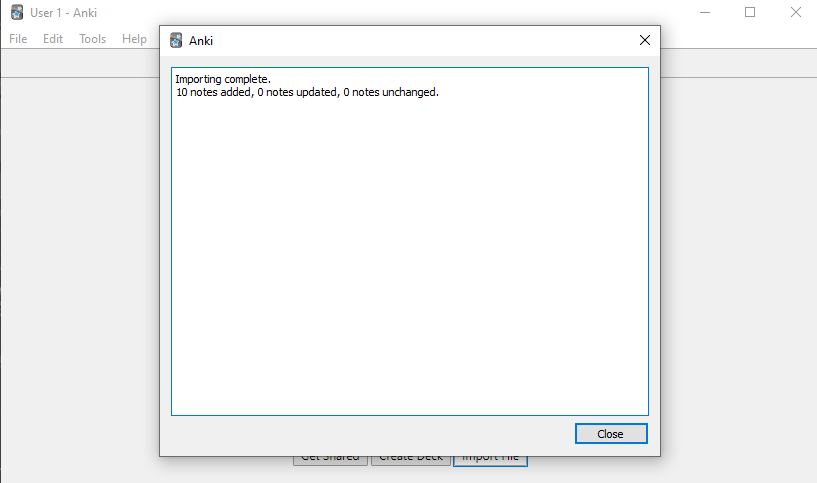 User 1 - Anki
File Edit Tools Help
Anki
Importing complete.
10 notes added, 0 notes updated, 0 notes unchanged.
Close
Get Shared Create Deck Import File